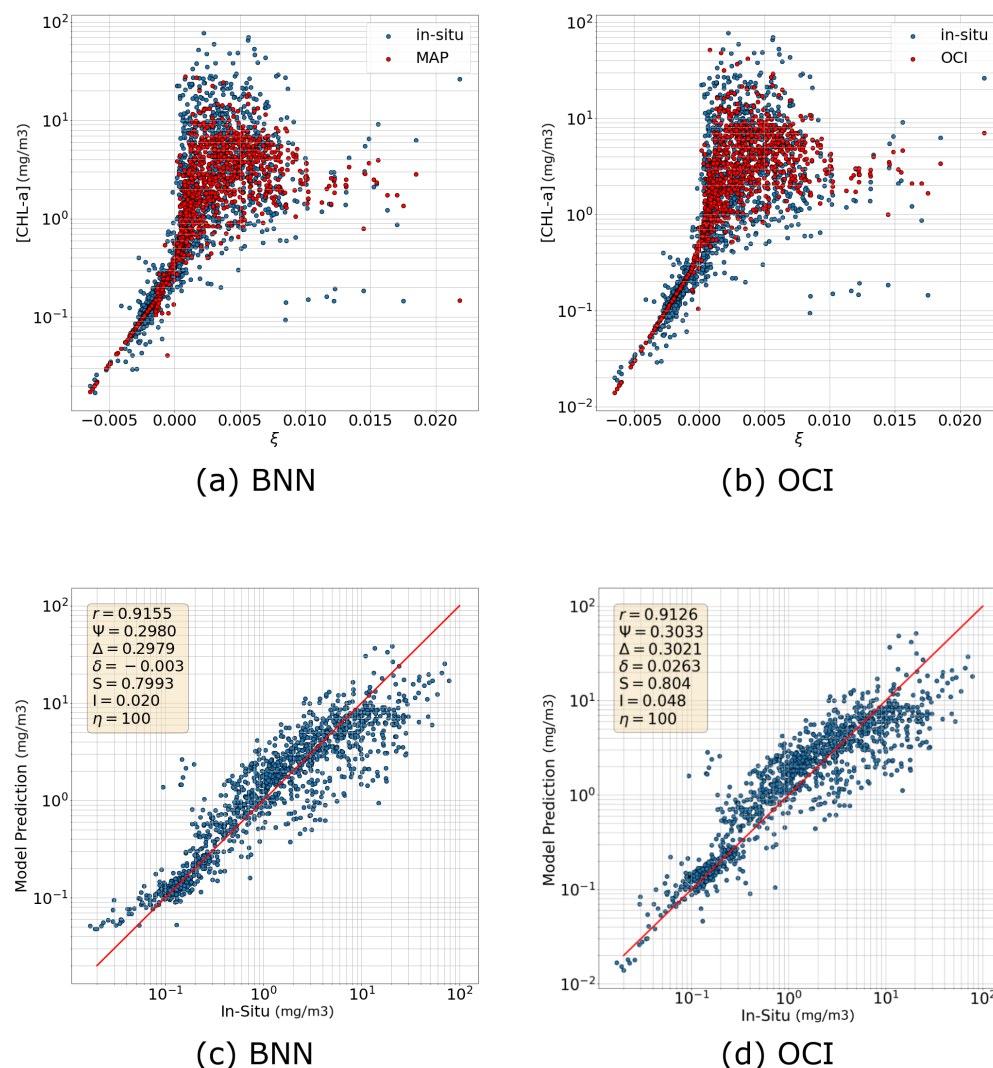 10²
10¹
10⁰
10⁻¹
[CHL-a] (mg/m3)
in-situ
MAP
−0.005 0.000 0.005 0.010 0.015 0.020
ξ
(a) BNN
10²
10¹
10⁰
10⁻¹
10⁻²
[CHL-a] (mg/m3)
in-situ
OCI
−0.005 0.000 0.005 0.010 0.015 0.020
ξ
(b) OCI
10²
10¹
10⁰
10⁻¹
Model Prediction (mg/m3)
r = 0.9155
Ψ = 0.2980
Δ = 0.2979
δ = −0.003
S = 0.7993
I = 0.020
η = 100
10⁻¹ 10⁰ 10¹ 10²
In-Situ (mg/m3)
(c) BNN
10²
10¹
10⁰
10⁻¹
10⁻²
Model Prediction (mg/m3)
r = 0.9126
Ψ = 0.3033
Δ = 0.3021
δ = 0.0263
S = 0.804
I = 0.048
η = 100
10⁻¹ 10⁰ 10¹ 10²
In-Situ (mg/m3)
(d) OCI